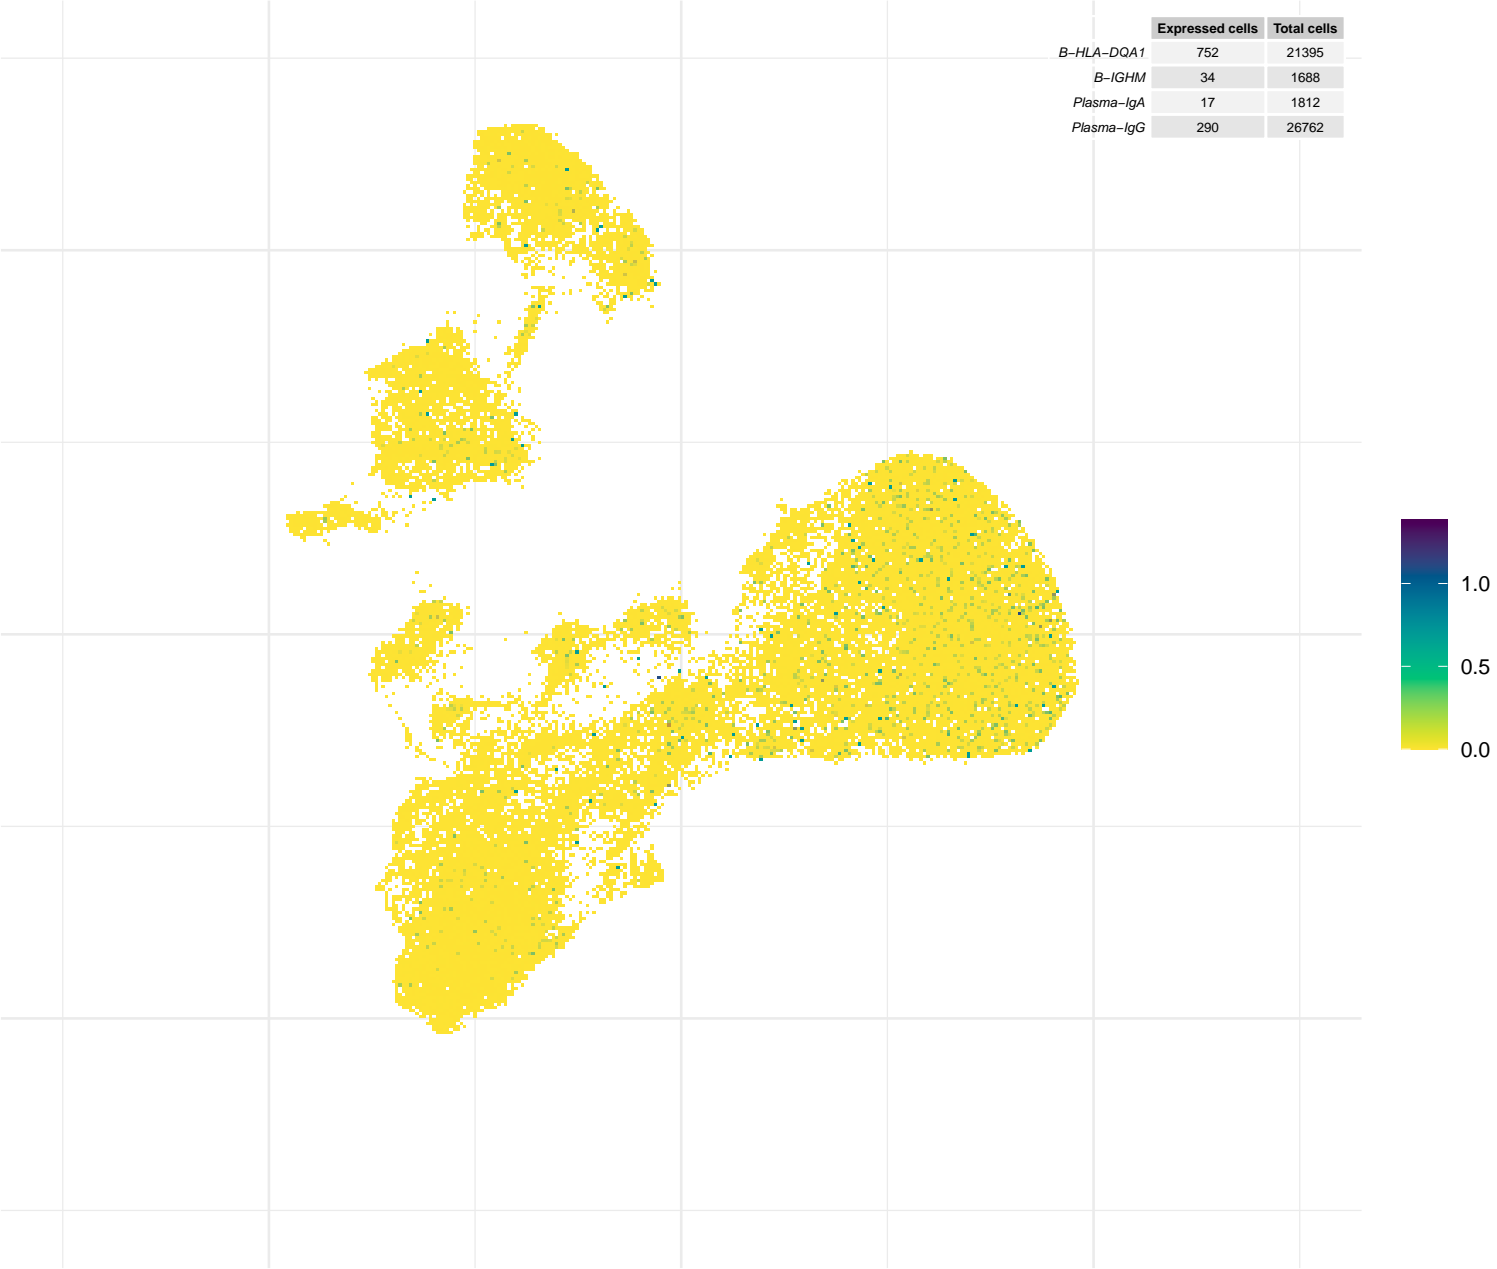 Expressed cells Total cells
B−HLA−DQA1 752 21395
B−IGHM 34 1688
Plasma−IgA 17 1812
Plasma−IgG 290 26762
1.0
0.5
0.0